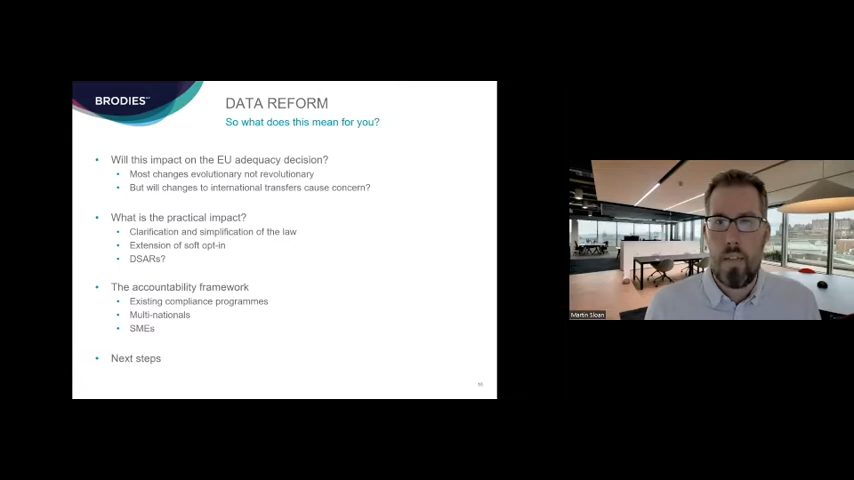 BRODIES
DATA REFORM
So what does this mean for you?
• Will this impact on the EU adequacy decision?
• Most changes evolutionary not revolutionary
• But will changes to international transfers cause concern?
• What is the practical impact?
• Clarification and simplification of the law
• Extension of soft opt-in
• DSARs?
• The accountability framework
• Existing compliance programmes
• Multi-nationals
• SMEs
• Next steps
Martin Sloan